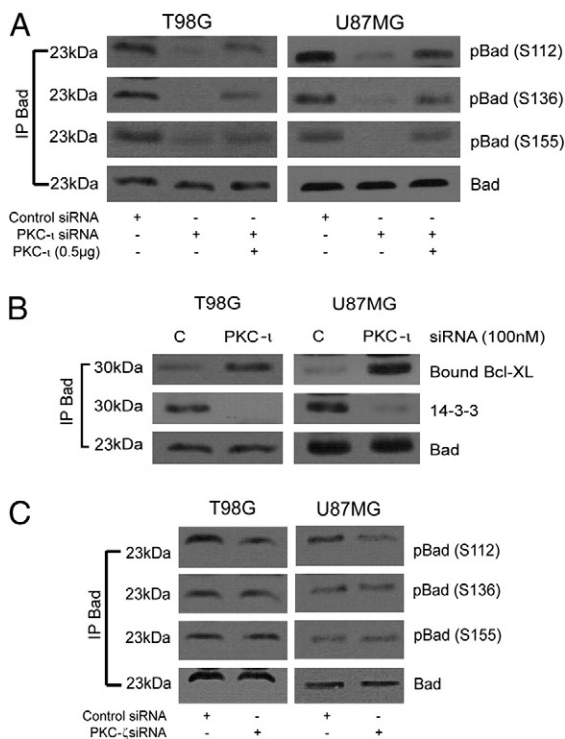 A
T98G U87MG
IP Bad
23kDa pBad (S112)
23kDa pBad (S136)
23kDa pBad (S155)
23kDa Bad
Control siRNA + - - + - -
PKC-ι siRNA - + + - + +
PKC-ι (0.5μg) - - + - - +
B
T98G U87MG
C PKC-ι C PKC-ι siRNA (100nM)
IP Bad
30kDa Bound Bcl-XL
30kDa 14-3-3
23kDa Bad
C
T98G U87MG
IP Bad
23kDa pBad (S112)
23kDa pBad (S136)
23kDa pBad (S155)
23kDa Bad
Control siRNA + - + -
PKC-ζsiRNA - + - +